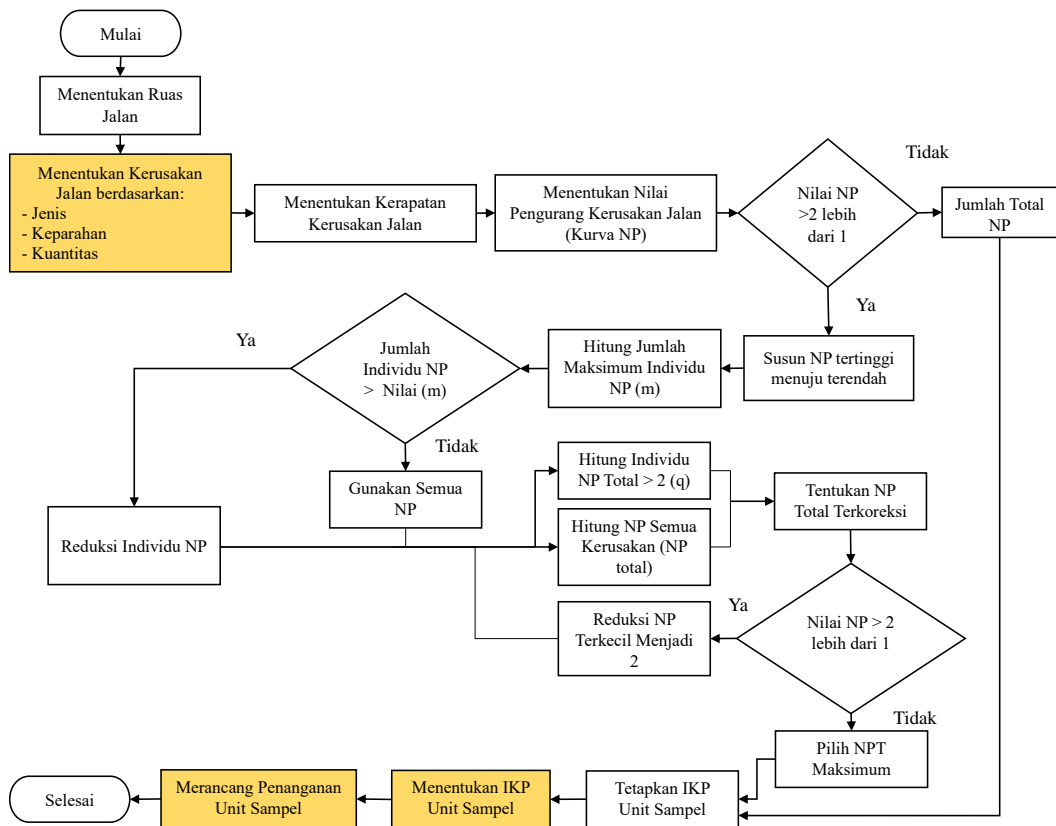 Mulai
Menentukan Ruas
Jalan
Menentukan Kerusakan
Jalan berdasarkan:
- Jenis
- Keparahan
- Kuantitas
Menentukan Kerapatan
Kerusakan Jalan
Menentukan Nilai
Pengurang Kerusakan Jalan
(Kurva NP)
Nilai NP
>2 lebih
dari 1
Tidak
Jumlah Total
NP
Ya
Susun NP tertinggi
menuju terendah
Hitung Jumlah
Maksimum Individu
NP (m)
Jumlah
Individu NP
> Nilai (m)
Ya
Tidak
Gunakan Semua
NP
Reduksi Individu NP
Hitung Individu
NP Total > 2 (q)
Hitung NP Semua
Kerusakan (NP
total)
Tentukan NP
Total Terkoreksi
Nilai NP > 2
lebih dari 1
Ya
Reduksi NP
Terkecil Menjadi
2
Tidak
Pilih NPT
Maksimum
Tetapkan IKP
Unit Sampel
Menentukan IKP
Unit Sampel
Merancang Penanganan
Unit Sampel
Selesai